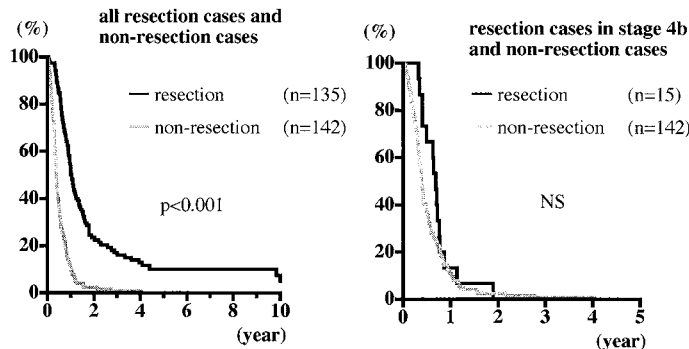 all resection cases and
non-resection cases
(%)
100
80
60
40
20
0
resection (n=135)
non-resection (n=142)
p<0.001
0 2 4 6 8 10
(year)
resection cases in stage 4b
and non-resection cases
(%)
100
80
60
40
20
0
resection (n=15)
non-resection (n=142)
NS
0 1 2 3 4 5
(year)